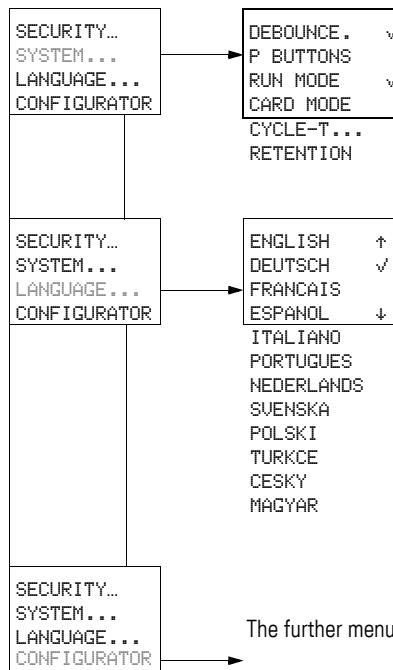 SECURITY…
SYSTEM...
LANGUAGE...
CONFIGURATOR
DEBOUNCE. √
P BUTTONS
RUN MODE √
CARD MODE
CYCLE-T...
RETENTION
SECURITY…
SYSTEM...
LANGUAGE...
CONFIGURATOR
ENGLISH ↑
DEUTSCH √
FRANCAIS
ESPANOL ↓
ITALIANO
PORTUGUES
NEDERLANDS
SVENSKA
POLSKI
TURKCE
CESKY
MAGYAR
SECURITY…
SYSTEM...
LANGUAGE...
CONFIGURATOR
The further menu